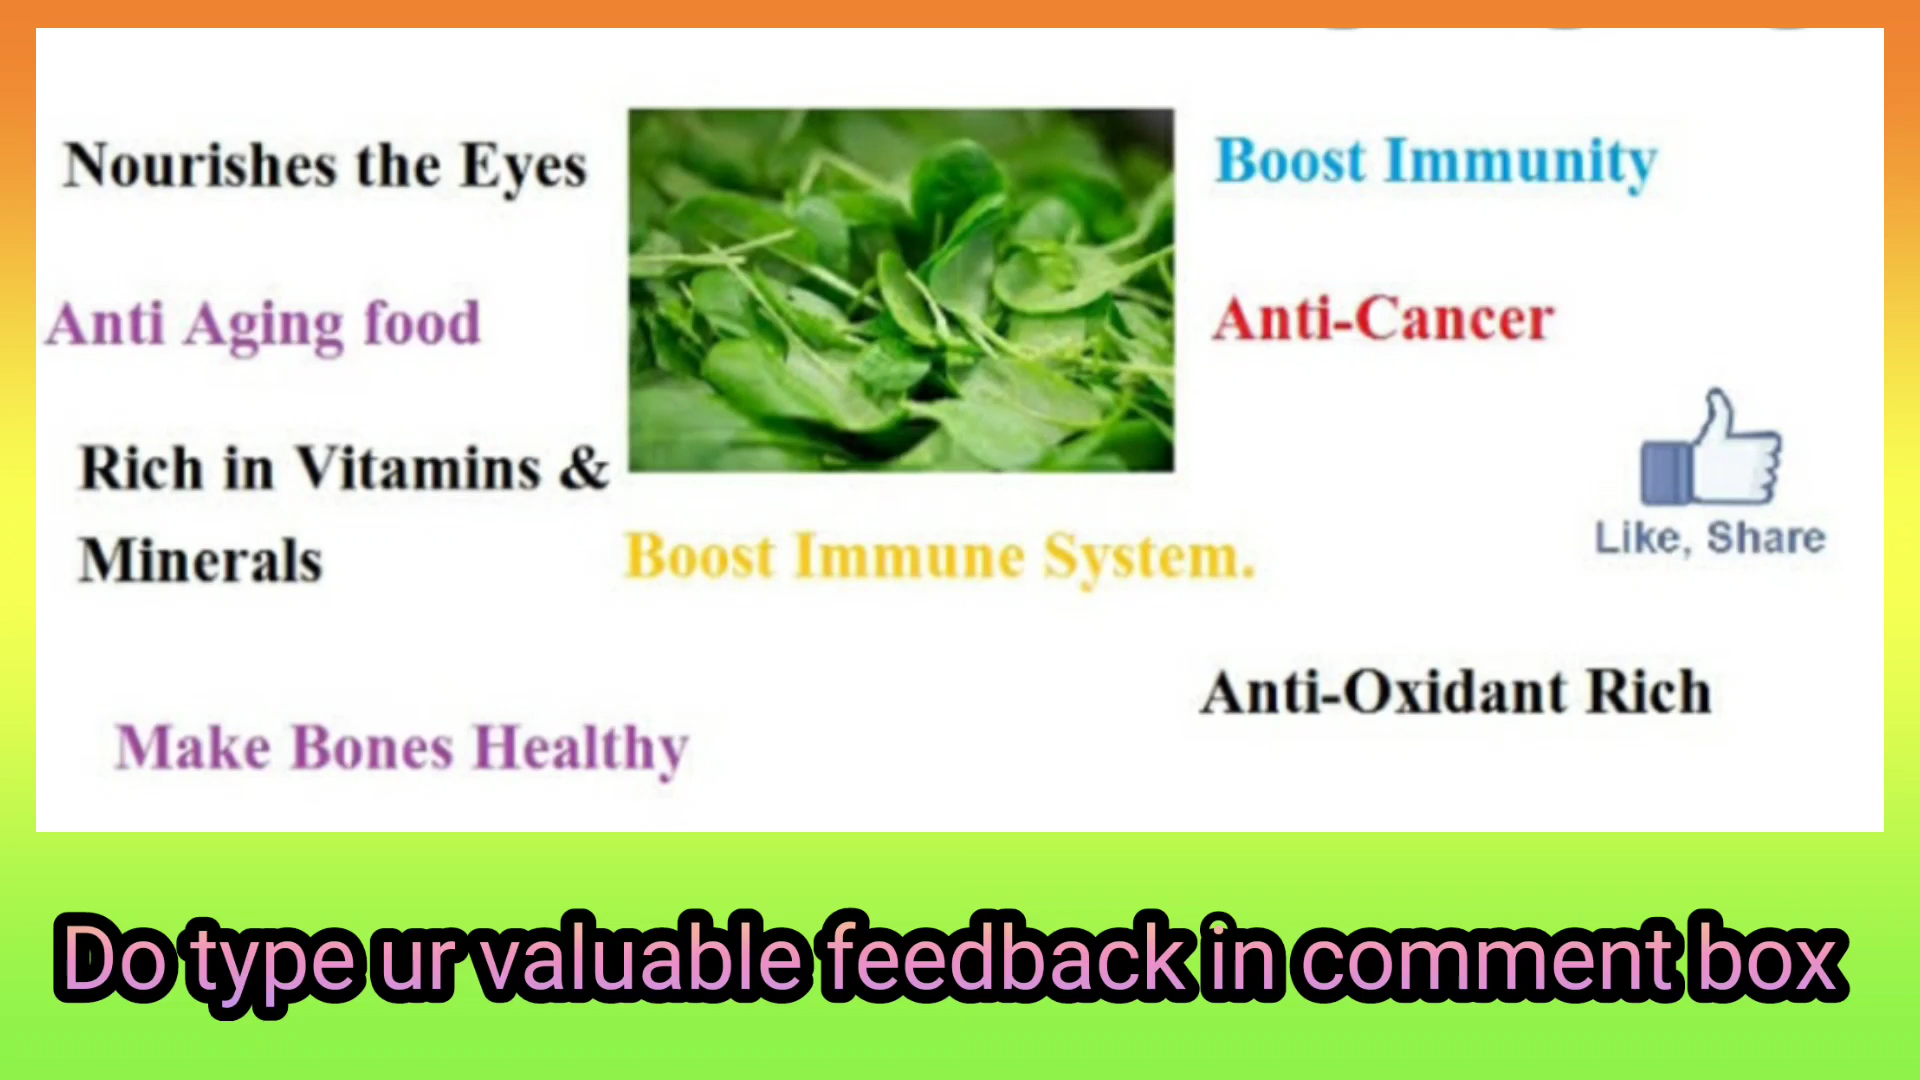 Nourishes the Eyes
Boost Immunity
Anti Aging food
Anti-Cancer
Rich in Vitamins &
Minerals
Boost Immune System.
Like, Share
Anti-Oxidant Rich
Make Bones Healthy
Do type ur valuable feedback in comment box